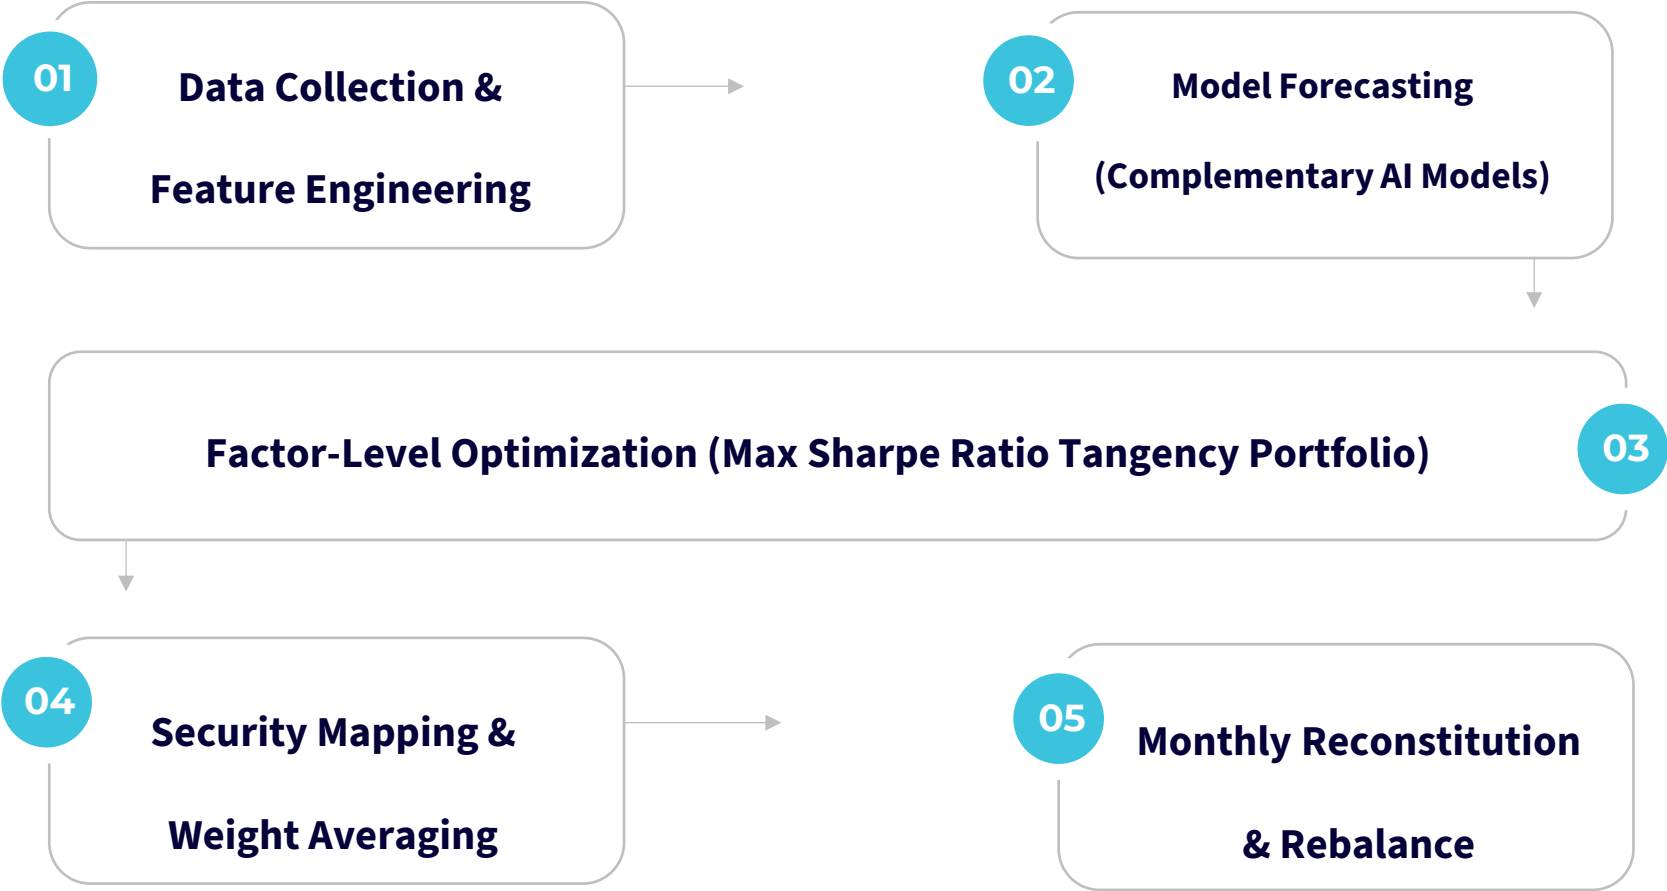 01
Data Collection &
Feature Engineering
02
Model Forecasting
(Complementary AI Models)
Factor-Level Optimization (Max Sharpe Ratio Tangency Portfolio)
03
04
Security Mapping &
Weight Averaging
05
Monthly Reconstitution
& Rebalance